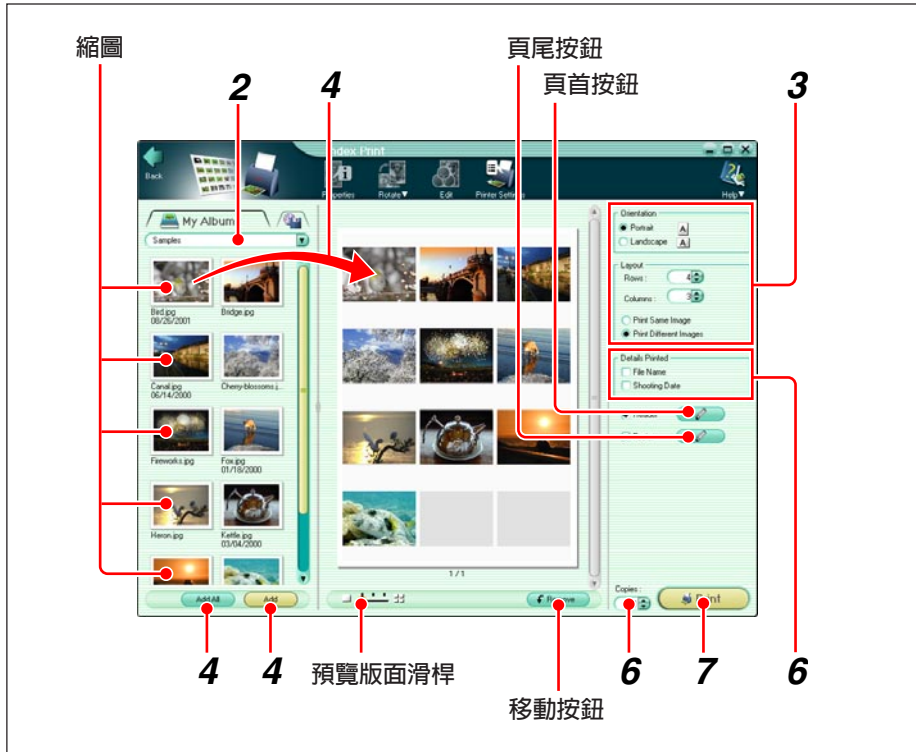 縮圖
頁尾按鈕
頁首按鈕
2
4
3
Index Print
Back
Properties
Rotate▼
Edit
Printer Settings
Help▼
My Album
Samples
Bird.jpg
08/26/2001
Bridge.jpg
Canal.jpg
06/14/2000
Cherry-blossoms.j...
Fireworks.jpg
Fox.jpg
01/18/2000
Heron.jpg
Kettle.jpg
03/04/2000
Add All
Add
1/1
Remove
Orientation
Portrait A
Landscape A
Layout
Rows : 4
Columns : 3
Print Same Image
Print Different Images
Details Printed
File Name
Shooting Date
Header
Copies :
Print
4
4
預覽版面滑桿
移動按鈕
6
7
6